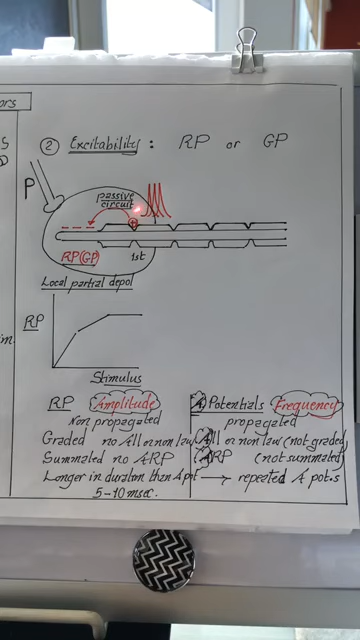 ors
② Excitability : RP or GP
P
passive
circuit
+
RP(GP)
1st
Local partial depol
RP
Stimulus
RP Amplitude
Non propagated
Graded no All or non law
Summated no ARP
Longer in duration than A pot
5-10 msec.
A Potentials Frequency
propagated
All or non law (not graded)
ARP (not summated)
→ repeated A pot.s